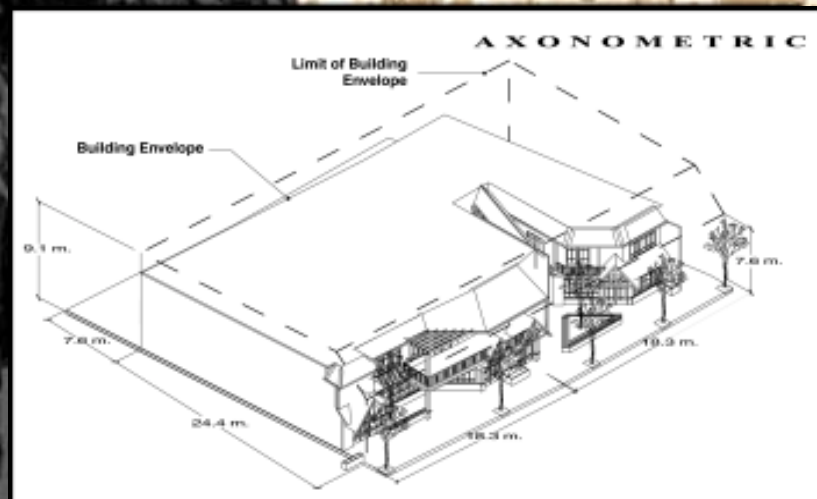 AXONOMETRIC
Limit of Building
Envelope
Building Envelope
9.1 m.
7.6 m.
7.6 m.
18.3 m.
24.4 m.
18.3 m.